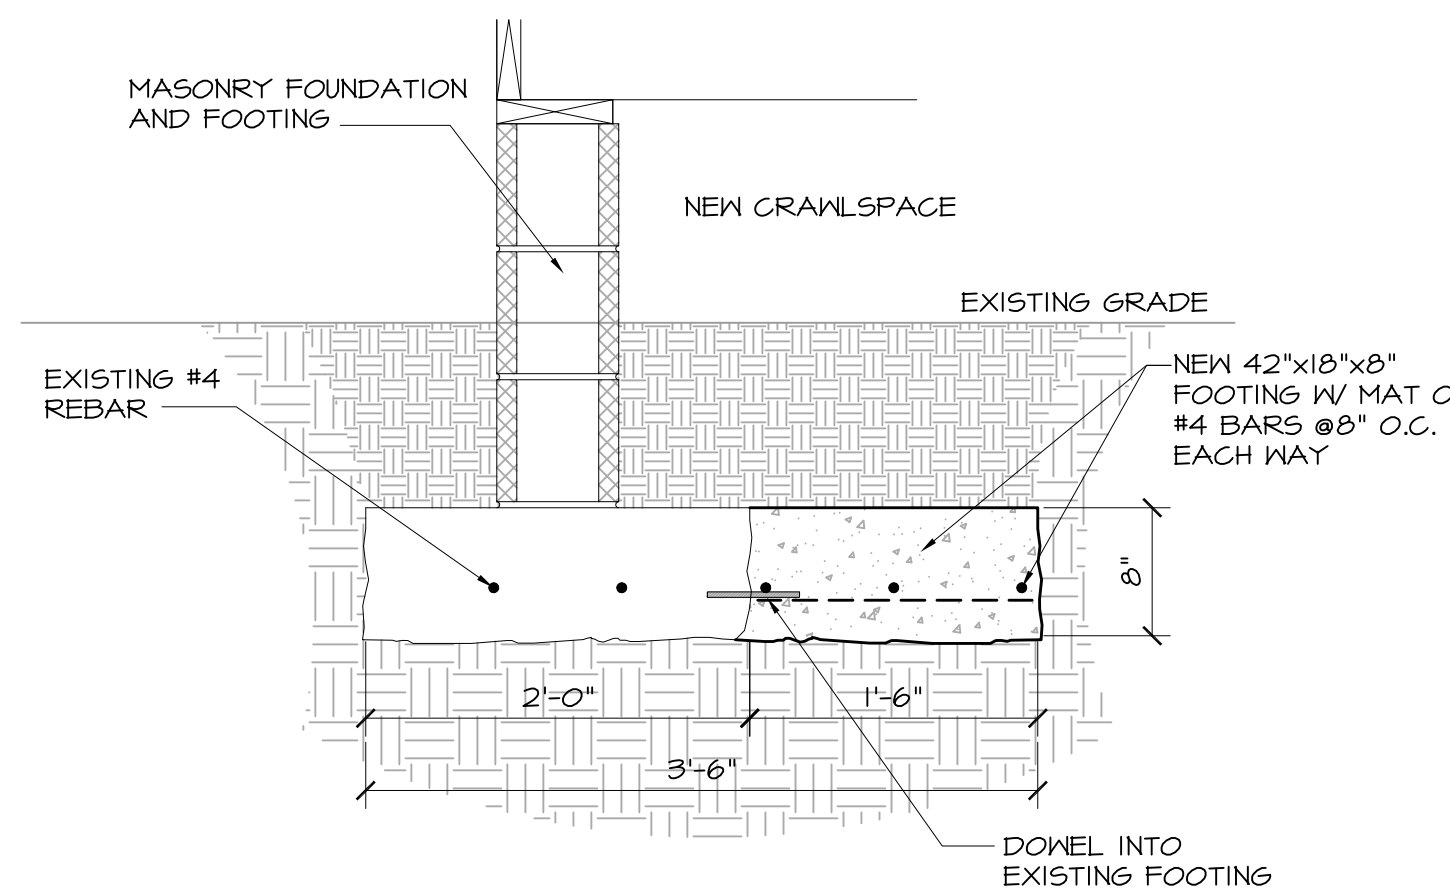 MASONRY FOUNDATION
AND FOOTING
NEW CRAWLSPACE
EXISTING GRADE
EXISTING #4
REBAR
NEW 42"x18"x8"
FOOTING W/ MAT
#4 BARS @8" O.C.
EACH WAY
8"
2'-0"
1'-6"
3'-6"
DOWEL INTO
EXISTING FOOTING